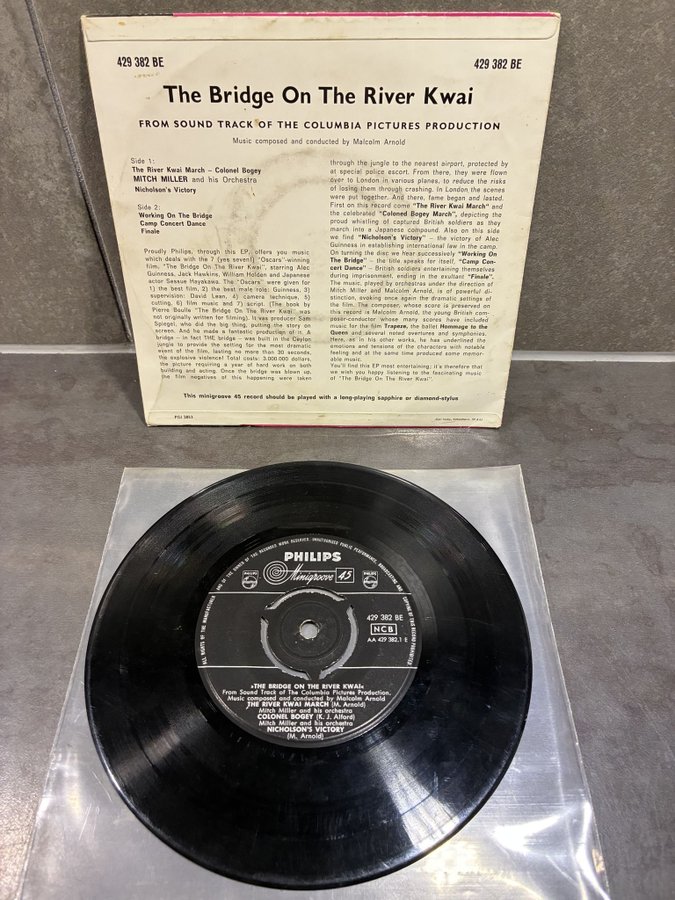 429 382 BE
429 382 BE
The Bridge On The River Kwai
FROM SOUND TRACK OF THE COLUMBIA PICTURES PRODUCTION
Music composed and conducted by Malcolm Arnold
Side 1:
The River Kwai March – Colonel Bogey
MITCH MILLER and his Orchestra
Nicholson's Victory
Side 2:
Working On The Bridge
Camp Concert Dance
Finale
Proudly Philips, through this EP, offers you music
which deals with the 7 (yes seven!) "Oscars"-winning
film, "The Bridge On The River Kwai", starring Alec
Guinness, Jack Hawkins, William Holden and Japanese
actor Sessue Hayakawa. The "Oscars" were given for
1) the best film, 2) the best male role: Guinness, 3)
supervision: David Lean, 4) camera technique, 5)
cutting, 6) film music and 7) script. (The book by
Pierre Boulle "The Bridge On The River Kwai" was
not originally written for filming). It was producer Sam
Spiegel, who did the big thing, putting the story on
screen. And he made a fantastic production of it. A
bridge – in fact THE bridge – was built in the Ceylon
jungle to provide the setting for the most dramatic
event of the film, lasting no more than 30 seconds,
the explosive violence! Total costs: 3.000.000 dollars,
the picture requiring a year of hard work on both
building and acting. Once the bridge was blown up,
the film negatives of this happening were taken
through the jungle to the nearest airport, protected by
at special police escort. From there, they were flown
over to London in various planes, to reduce the risks
of losing them through crashing. In London the scenes
were put together. And there, fame began and lasted.
First on this record come "The River Kwai March" and
the celebrated "Coloned Bogey March", depicting the
proud whistling of captured British soldiers as they
march into a Japanese compound. Also on this side
we find "Nicholson's Victory" – the victory of Alec
Guinness in establishing international law in the camp.
On turning the disc we hear successively "Working On
The Bridge" – the title speaks for itself, "Camp Con-
cert Dance" – British soldiers entertaining themselves
during imprisonment, ending in the exultant "Finale".
The music, played by orchestras under the direction of
Mitch Miller and Malcolm Arnold, is of powerful di-
stinction, evoking once again the dramatic settings of
the film. The composer, whose score is preserved on
this record is Malcolm Arnold, the young British com-
poser-conductor whose many scores have included
music for the film Trapeze, the ballet Hommage to the
Queen and several noted overtures and symphonies.
Here, as in his other works, he has underlined the
emotions and tensions of the characters with notable
feeling and at the same time produced some memor-
able music.
You'll find this EP most entertaining; it's therefore that
we wish you happy listening to the fascinating music
of "The Bridge On The River Kwai".
This minigroove 45 record should be played with a long-playing sapphire or diamond-stylus
ALL RIGHTS OF THE MANUFACTURER AND OF THE OWNER OF THE RECORDED WORK RESERVED. UNAUTHORISED PUBLIC PERFORMANCE, BROADCASTING AND COPYING OF THIS RECORD PROHIBITED
PHILIPS
PHILIPS
Minigroove 45
PHILIPS
429 382 BE
NCB
AA 429 382.1 E
»THE BRIDGE ON THE RIVER KWAI«
From Sound Track of The Columbia Pictures Production.
Music composed and conducted by Malcolm Arnold
THE RIVER KWAI MARCH (M. Arnold)
Mitch Miller and his orchestra
COLONEL BOGEY (K. J. Alford)
Mitch Miller and his orchestra
NICHOLSON'S VICTORY
(M. Arnold)